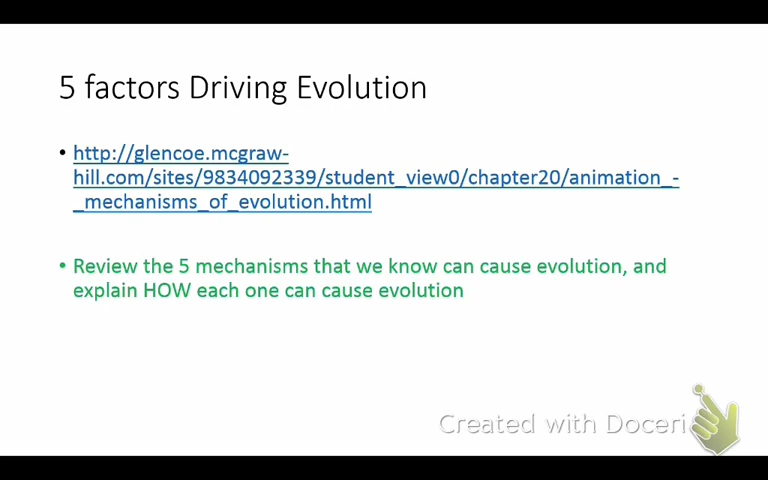 5 factors Driving Evolution
• http://glencoe.mcgraw-
hill.com/sites/9834092339/student_view0/chapter20/animation_-
_mechanisms_of_evolution.html
• Review the 5 mechanisms that we know can cause evolution, and
explain HOW each one can cause evolution
Created with Doceri